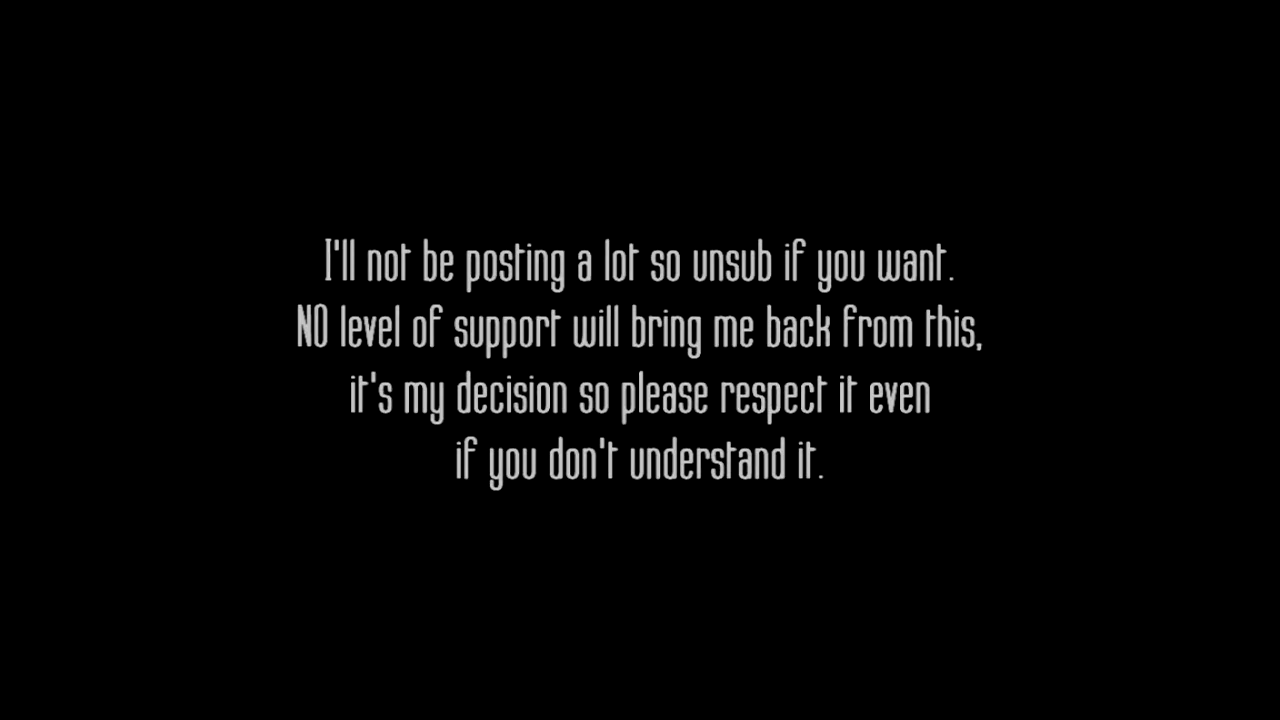 I'll not be posting a lot so unsub if you want.
NO level of support will bring me back from this,
it's my decision so please respect it even
if you don't understand it.